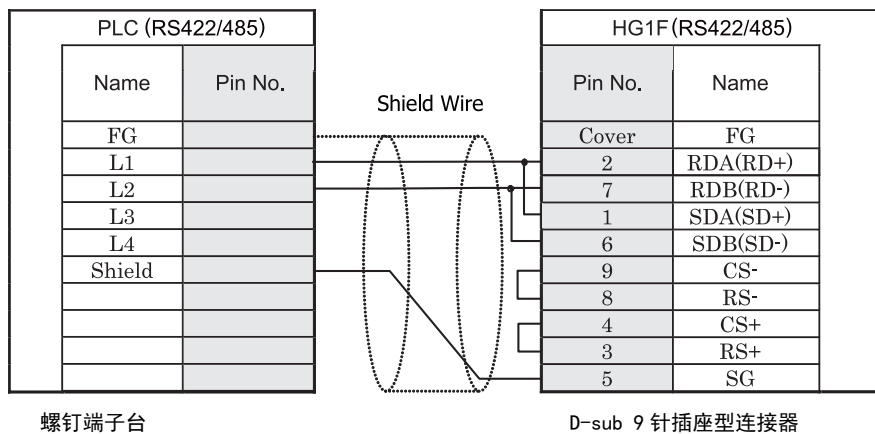 PLC (RS422/485)
HG1F(RS422/485)
Name Pin No.
Shield Wire
Pin No. Name
FG
Cover FG
L1
2 RDA(RD+)
L2
7 RDB(RD-)
L3
1 SDA(SD+)
L4
6 SDB(SD-)
Shield
9 CS-
8 RS-
4 CS+
3 RS+
5 SG
螺钉端子台
D-sub 9 针插座型连接器